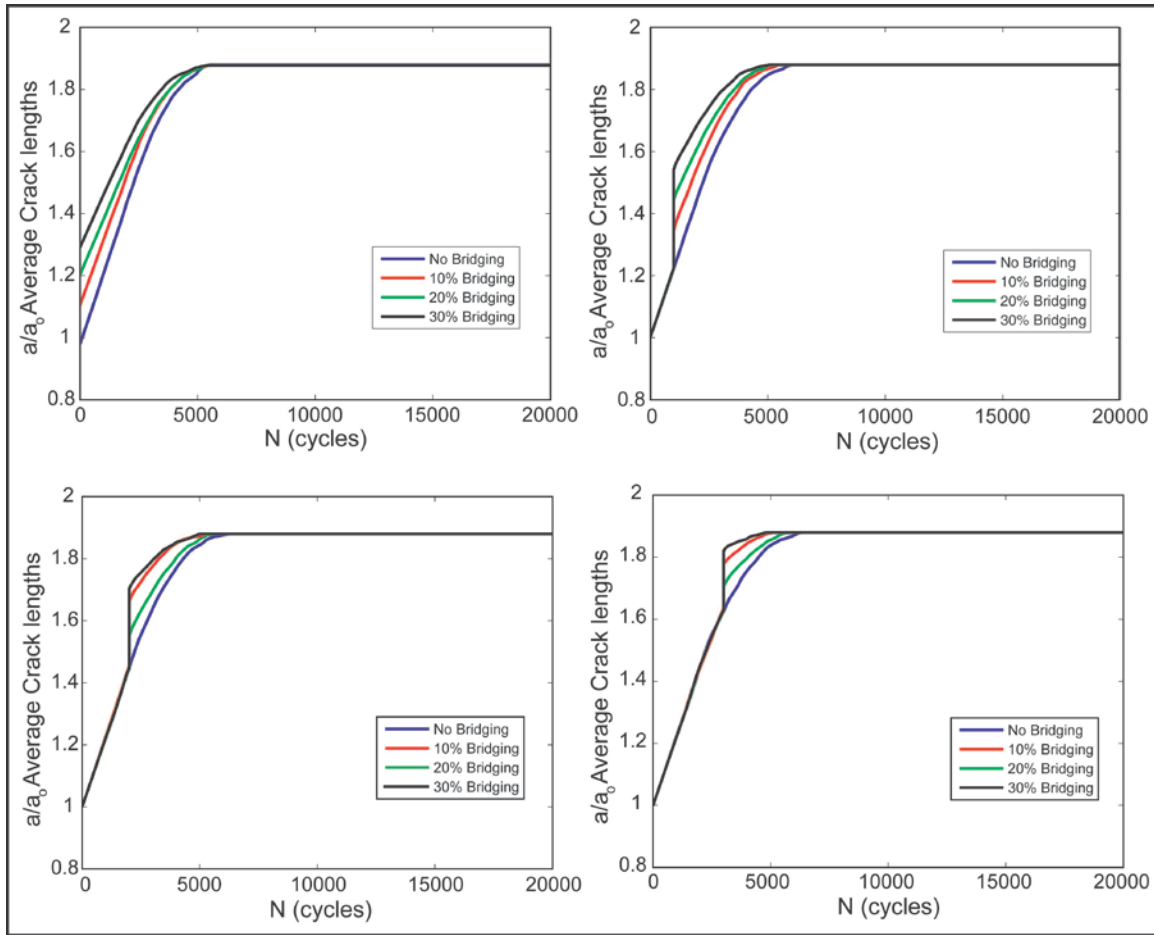 2
1.8
1.6
1.4
1.2
1
0.8
a/a₀ Average Crack lengths
No Bridging
10% Bridging
20% Bridging
30% Bridging
0 5000 10000 15000 20000
N (cycles)
2
1.8
1.6
1.4
1.2
1
0.8
a/a₀ Average Crack lengths
No Bridging
10% Bridging
20% Bridging
30% Bridging
0 5000 10000 15000 20000
N (cycles)
2
1.8
1.6
1.4
1.2
1
0.8
a/a₀ Average Crack lengths
No Bridging
10% Bridging
20% Bridging
30% Bridging
0 5000 10000 15000 20000
N (cycles)
2
1.8
1.6
1.4
1.2
1
0.8
a/a₀ Average Crack lengths
No Bridging
10% Bridging
20% Bridging
30% Bridging
0 5000 10000 15000 20000
N (cycles)